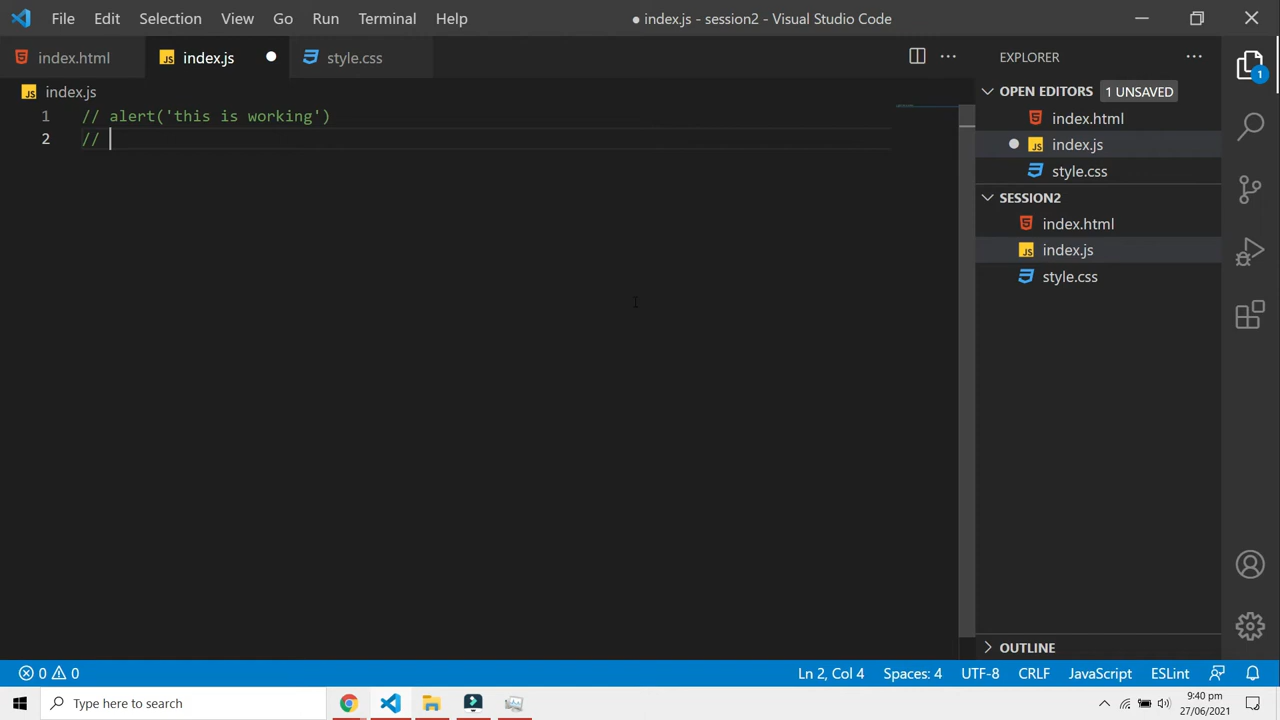 File Edit Selection View Go Run Terminal Help
● index.js - session2 - Visual Studio Code
index.html
index.js
style.css
index.js
1 // alert('this is working')
2 //
EXPLORER
OPEN EDITORS 1 UNSAVED
index.html
JS index.js
style.css
SESSION2
index.html
JS index.js
style.css
OUTLINE
1
0 0
Ln 2, Col 4 Spaces: 4 UTF-8 CRLF JavaScript ESLint
Type here to search
9:40 pm
27/06/2021